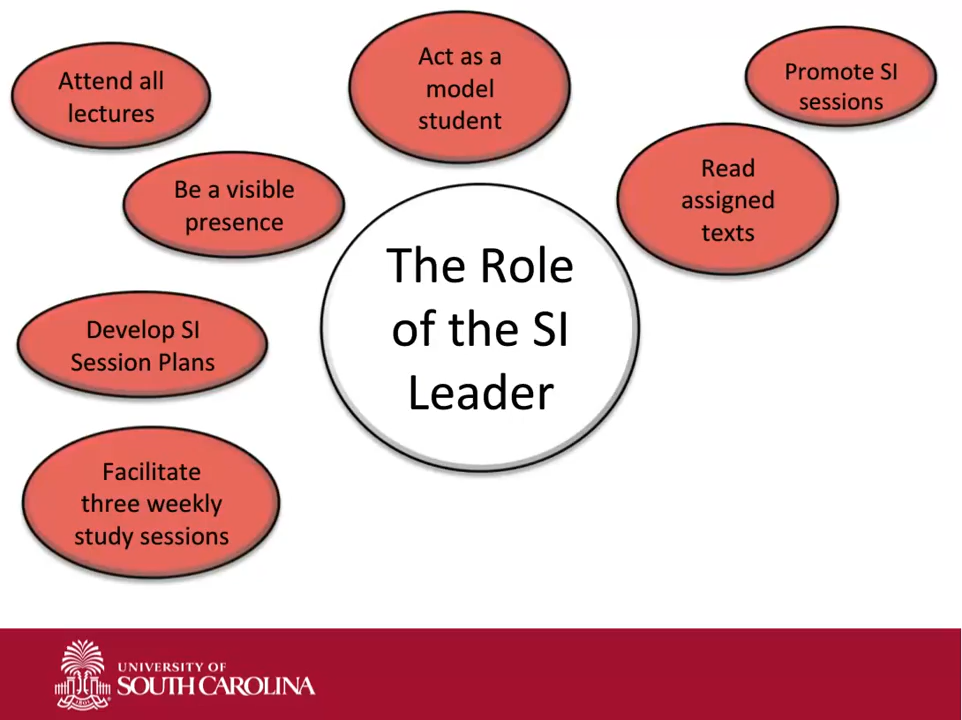 Attend all
lectures
Act as a
model
student
Promote SI
sessions
Be a visible
presence
Read
assigned
texts
The Role
of the SI
Leader
Develop SI
Session Plans
Facilitate
three weekly
study sessions
UNIVERSITY OF
SOUTH CAROLINA